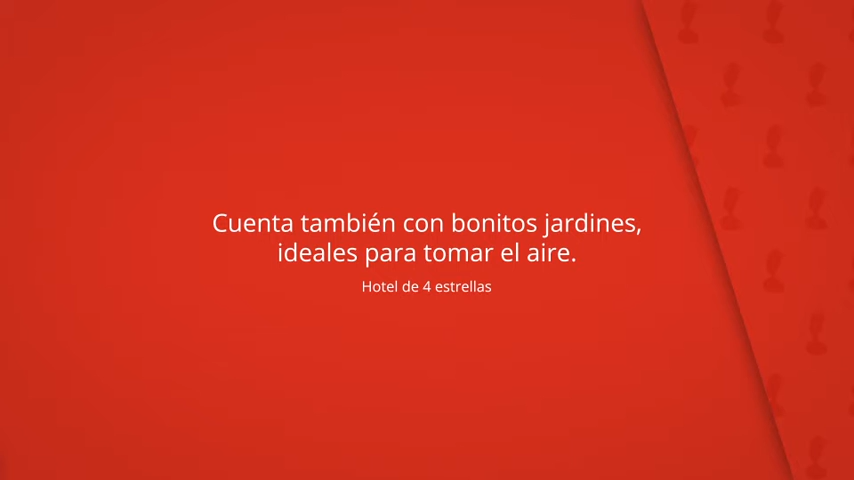 Cuenta también con bonitos jardines,
ideales para tomar el aire.
Hotel de 4 estrellas